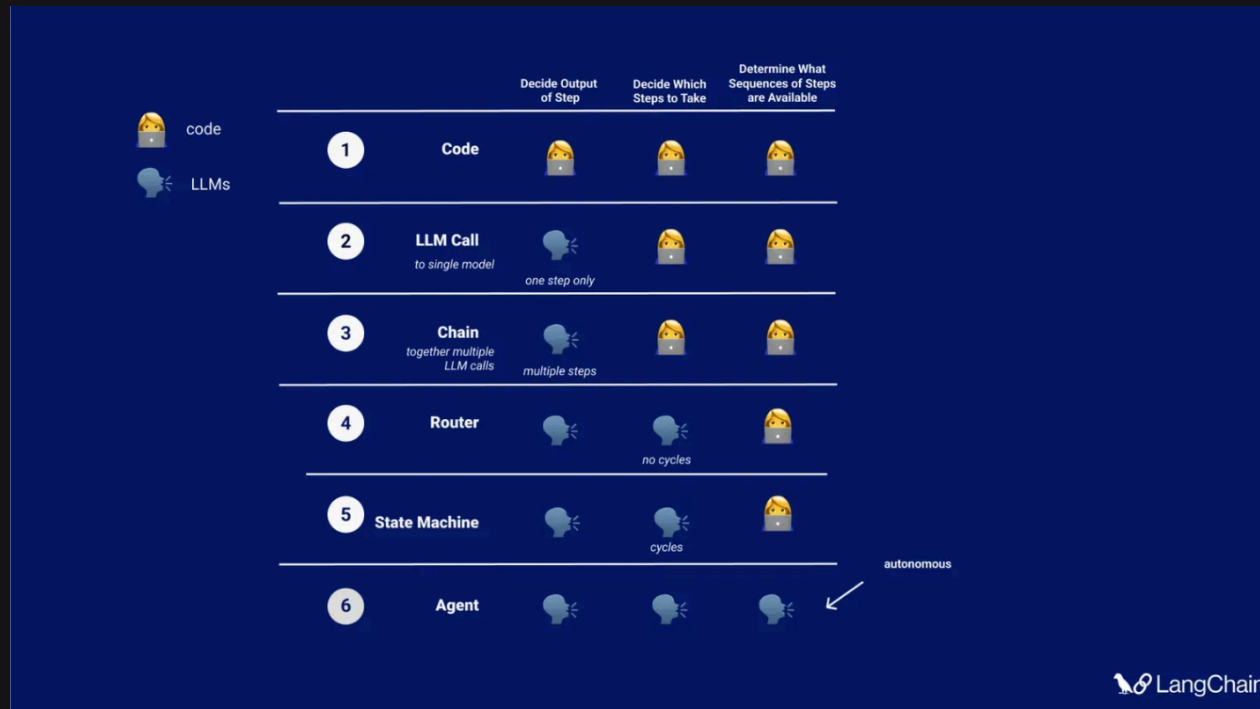 Decide Output
of Step
Decide Which
Steps to Take
Determine What
Sequences of Steps
are Available
code
LLMs
1
Code
2
LLM Call
to single model
one step only
3
Chain
together multiple
LLM calls
multiple steps
4
Router
no cycles
5
State Machine
cycles
autonomous
6
Agent
LangChain